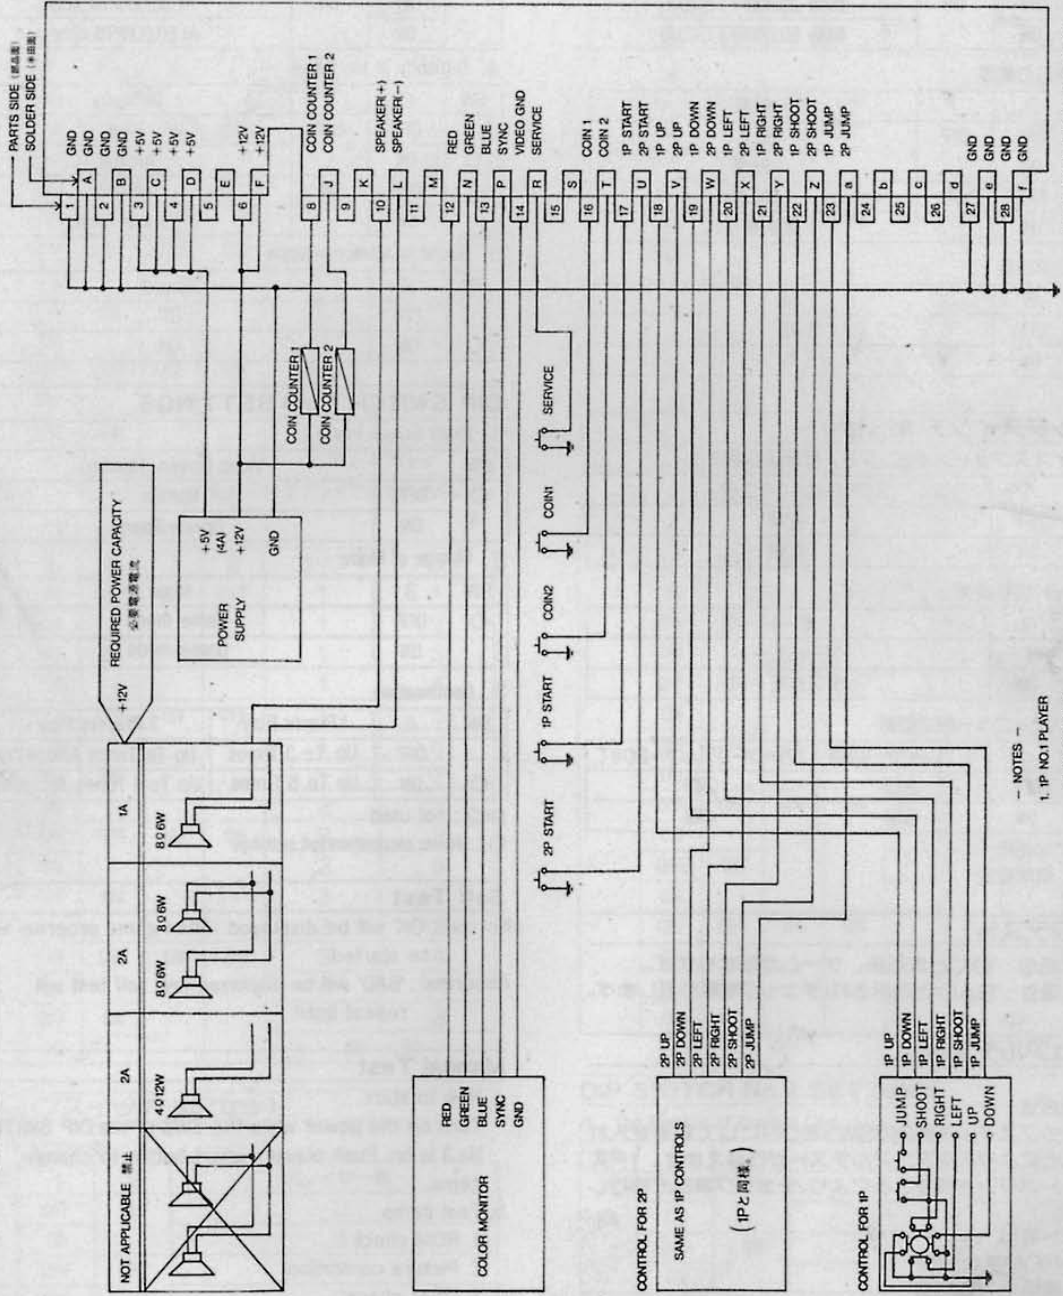 PARTS SIDE (部品面)
SOLDER SIDE (半田面)
1
A
2
B
3
C
4
D
5
E
6
F
8
J
9
K
10
L
11
M
12
N
13
P
14
R
15
S
16
T
17
U
18
V
19
W
20
X
21
Y
22
Z
23
a
24
b
25
c
26
d
27
e
28
f
GND
GND
GND
GND
+5V
+5V
+5V
+5V
+12V
+12V
COIN COUNTER 1
COIN COUNTER 2
SPEAKER(+)
SPEAKER(−)
RED
GREEN
BLUE
SYNC
VIDEO GND
SERVICE
COIN 1
COIN 2
1P START
2P START
1P UP
2P UP
1P DOWN
2P DOWN
1P LEFT
2P LEFT
1P RIGHT
2P RIGHT
1P SHOOT
2P SHOOT
1P JUMP
2P JUMP
GND
GND
GND
GND
COIN COUNTER 1
COIN COUNTER 2
REQUIRED POWER CAPACITY
必要電源電流
+12V
POWER
SUPPLY
+5V
(4A)
+12V
GND
NOT APPLICABLE 禁止
2A
2A
1A
4Ω12W
8Ω6W
8Ω6W
8Ω6W
SERVICE
COIN1
COIN2
1P START
2P START
COLOR MONITOR
RED
GREEN
BLUE
SYNC
GND
CONTROL FOR 2P
SAME AS 1P CONTROLS
(1Pと同様)
2P UP
2P DOWN
2P LEFT
2P RIGHT
2P SHOOT
2P JUMP
CONTROL FOR 1P
JUMP
SHOOT
RIGHT
LEFT
UP
DOWN
1P UP
1P DOWN
1P LEFT
1P RIGHT
1P SHOOT
1P JUMP
— NOTES —
1. 1P NO.1 PLAYER